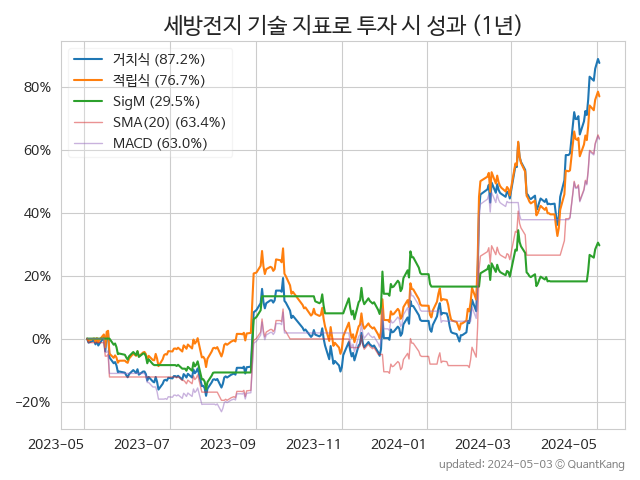 세방전지 기술 지표로 투자 시 성과 (1년)
거치식 (87.2%)
적립식 (76.7%)
SigM (29.5%)
SMA(20) (63.4%)
MACD (63.0%)
80%
60%
40%
20%
0%
−20%
2023-05 2023-07 2023-09 2023-11 2024-01 2024-03 2024-05
updated: 2024-05-03 © QuantKang